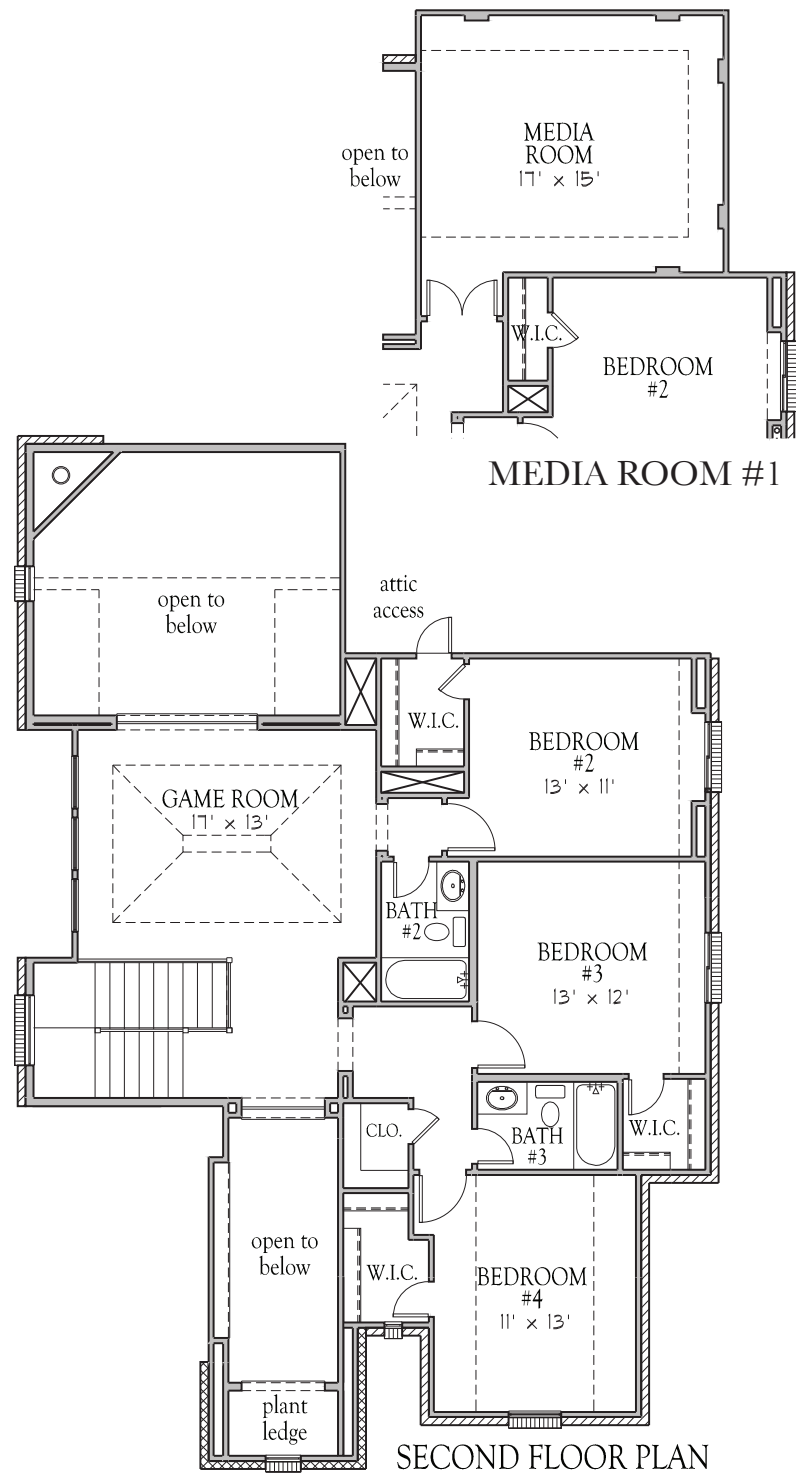 MEDIA
ROOM
17' x 15'
open to
below
W.I.C.
BEDROOM
#2
MEDIA ROOM #1
attic
access
open to
below
W.I.C.
BEDROOM
#2
13' x 11'
GAME ROOM
17' x 13'
BATH
#2
BEDROOM
#3
13' x 12'
CLO.
BATH
#3
W.I.C.
open to
below
W.I.C.
BEDROOM
#4
11' x 13'
plant
ledge
SECOND FLOOR PLAN